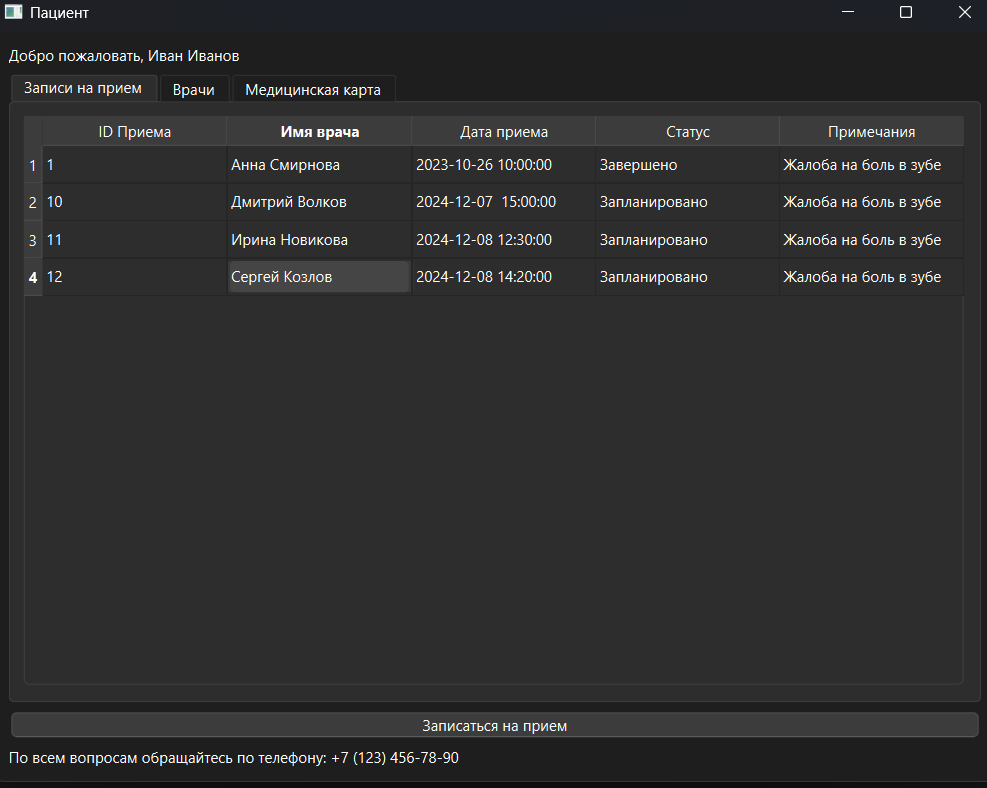 Пациент
Добро пожаловать, Иван Иванов
Записи на прием Врачи Медицинская карта
ID Приема Имя врача Дата приема Статус Примечания
1 1 Анна Смирнова 2023-10-26 10:00:00 Завершено Жалоба на боль в зубе
2 10 Дмитрий Волков 2024-12-07  15:00:00 Запланировано Жалоба на боль в зубе
3 11 Ирина Новикова 2024-12-08 12:30:00 Запланировано Жалоба на боль в зубе
4 12 Сергей Козлов 2024-12-08 14:20:00 Запланировано Жалоба на боль в зубе
Записаться на прием
По всем вопросам обращайтесь по телефону: +7 (123) 456-78-90